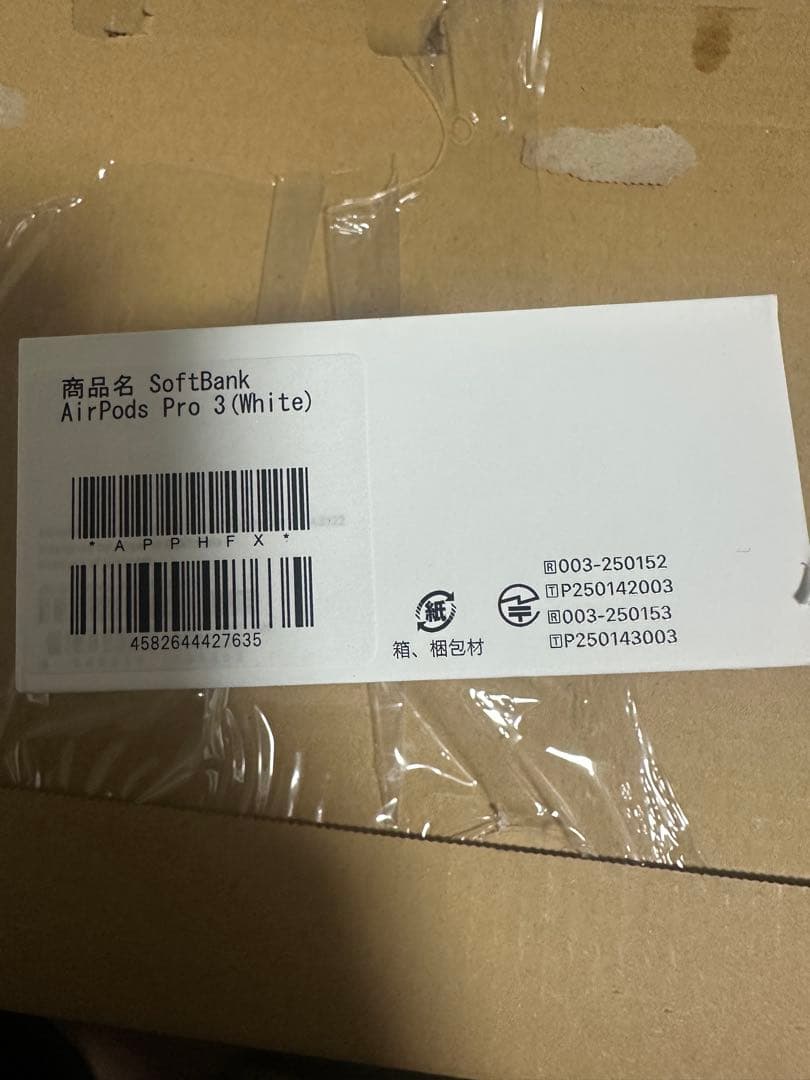 商品名 SoftBank
AirPods Pro 3(White)
*APPHFX*
4582644427635
紙
箱、梱包材
R003-250152
TP250142003
R003-250153
TP250143003